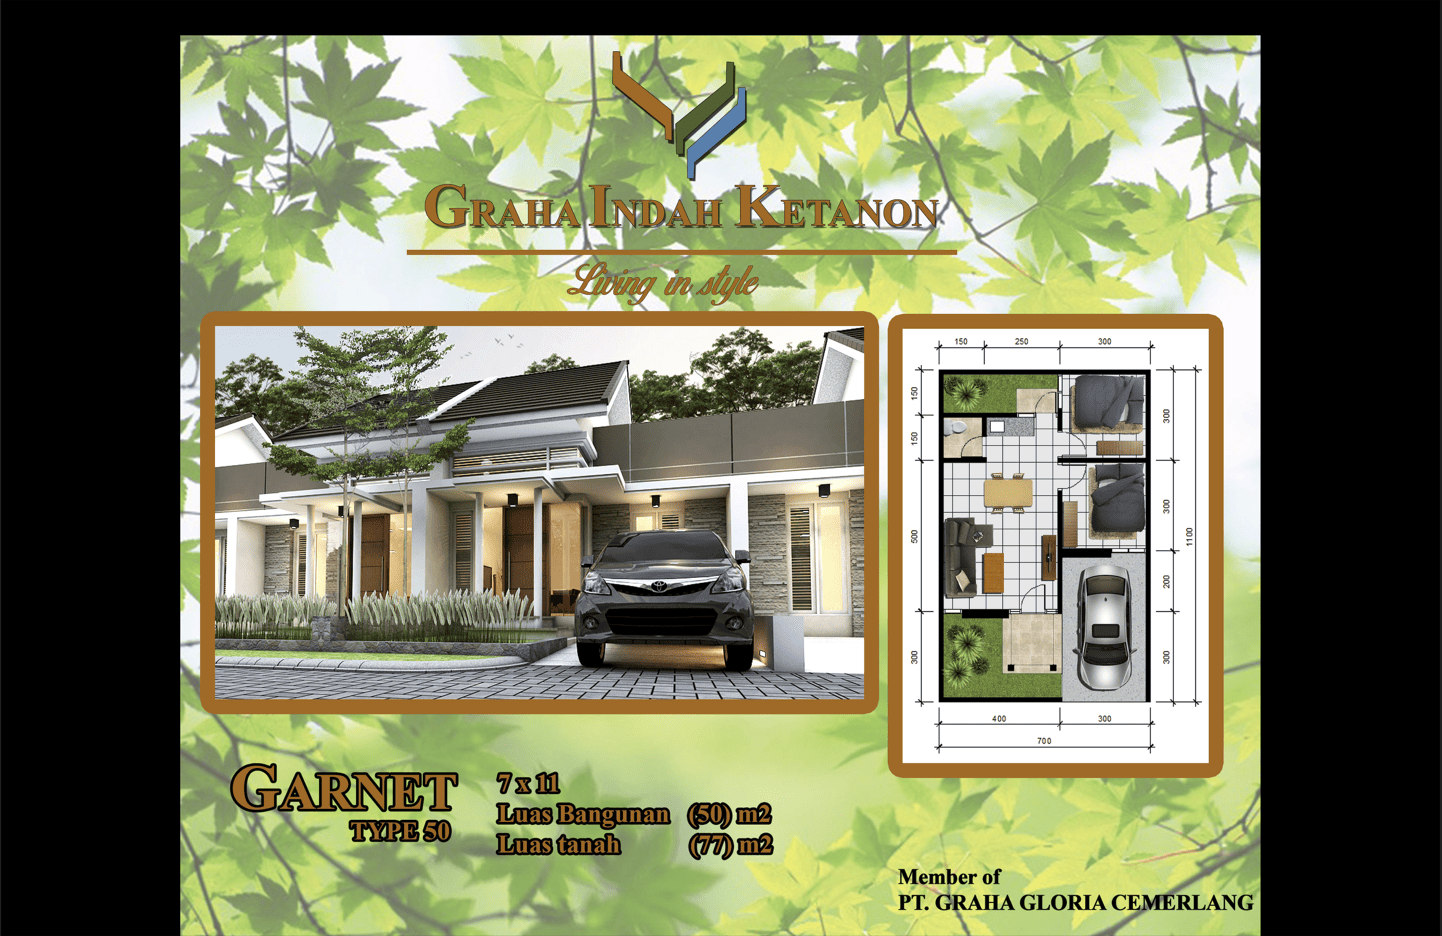 GRAHA INDAH KETANON
Living in style
150 250 300
150
150
500
300
300
300
200
300
1100
400 300
700
GARNET
TYPE 50
7 x 11
Luas Bangunan (50) m2
Luas tanah (77) m2
Member of
PT. GRAHA GLORIA CEMERLANG